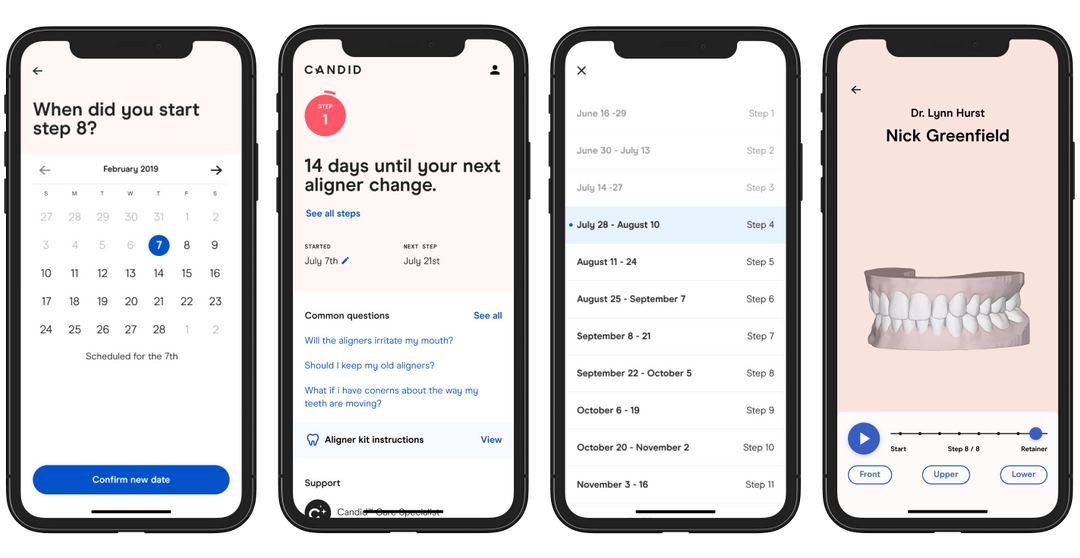 When did you start
step 8?
February 2019
S M T W T F S
27 28 29 30 31 1 2
3 4 5 6 7 8 9
10 11 12 13 14 15 16
17 18 19 20 21 22 23
24 25 26 27 28 1 2
Scheduled for the 7th
Confirm new date
CANDID
STEP
1
14 days until your next
aligner change.
See all steps
STARTED NEXT STEP
July 7th July 21st
Common questions See all
Will the aligners irritate my mouth?
Should I keep my old aligners?
What if i have conerns about the way my
teeth are moving?
Aligner kit instructions View
Support
Candid™ Care Specialist
June 16 -29 Step 1
June 30 - July 13 Step 2
July 14 -27 Step 3
July 28 - August 10 Step 4
August 11 - 24 Step 5
August 25 - September 7 Step 6
September 8 - 21 Step 7
September 22 - October 5 Step 8
October 6 - 19 Step 9
October 20 - November 2 Step 10
November 3 - 16 Step 11
Dr. Lynn Hurst
Nick Greenfield
Start Step 8 / 8 Retainer
Front Upper Lower